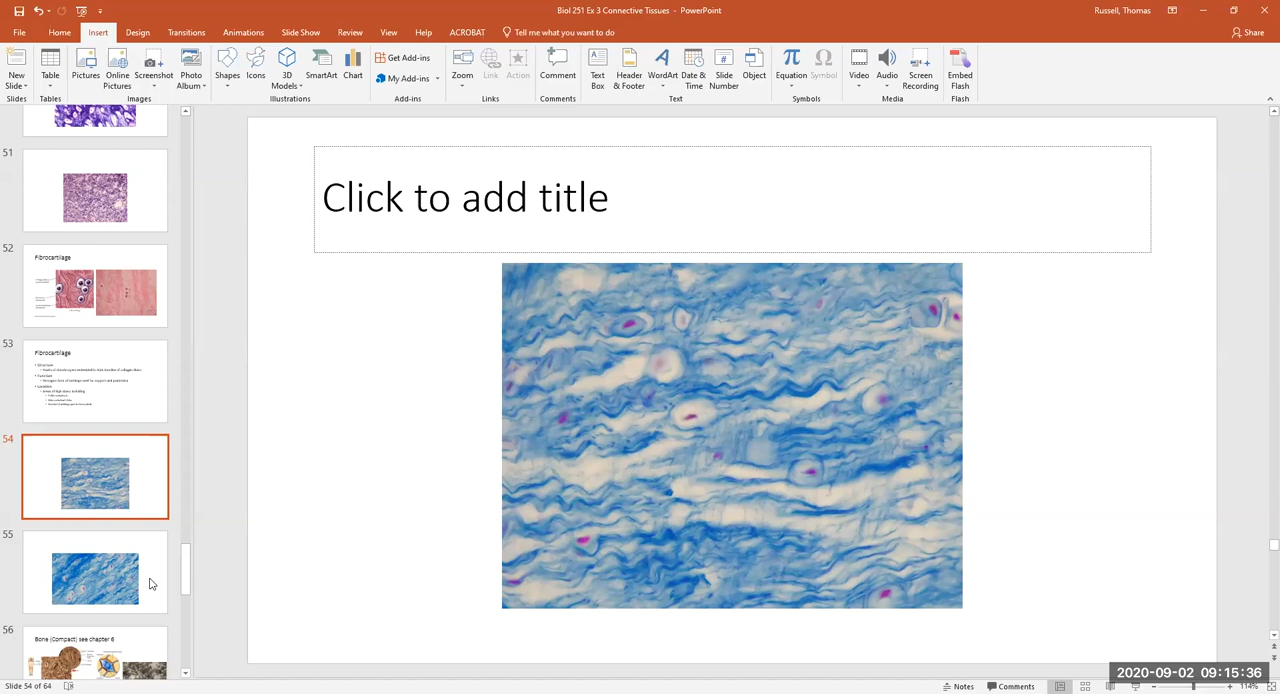 Biol 251 Ex 3 Connective Tissues - PowerPoint
Russell, Thomas
File Home Insert Design Transitions Animations Slide Show Review View Help ACROBAT Tell me what you want to do
Share
New Slide
Table
Pictures
Online Pictures
Screenshot
Photo Album
Shapes
Icons
3D Models
SmartArt
Chart
Get Add-ins
My Add-ins
Zoom
Link
Action
Comment
Text Box
Header & Footer
WordArt
Date & Time
Slide Number
Object
Equation
Symbol
Video
Audio
Screen Recording
Embed Flash
Slides Tables Images Illustrations Add-ins Links Comments Text Symbols Media Flash
51
52
Fibrocartilage
53
Fibrocartilage
54
55
56
Bone (Compact) see chapter 6
Click to add title
2020-09-02 09:15:36
Slide 54 of 64
Notes
Comments
114%